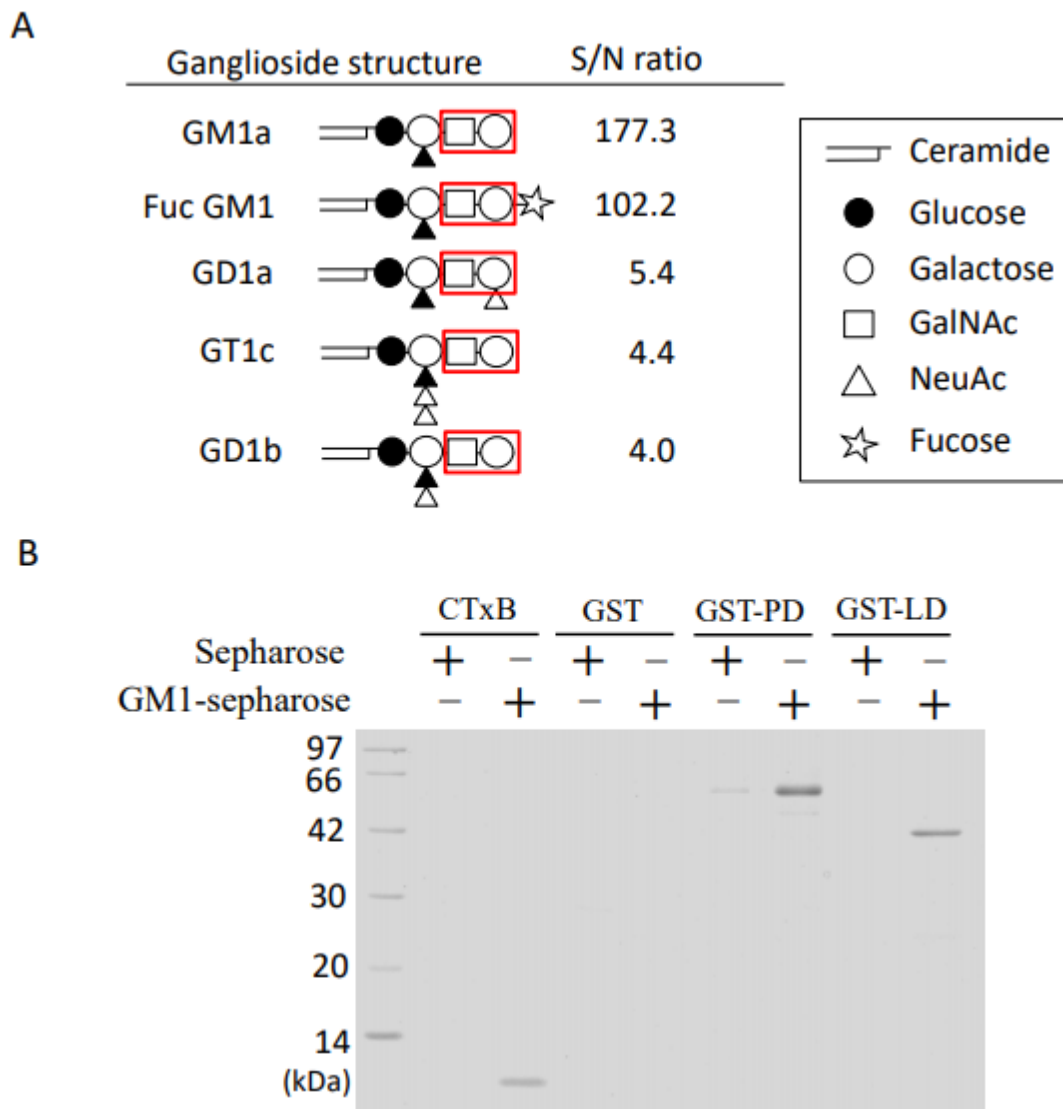 A
Ganglioside structure S/N ratio
GM1a 177.3
Fuc GM1 102.2
GD1a 5.4
GT1c 4.4
GD1b 4.0
Ceramide
Glucose
Galactose
GalNAc
NeuAc
Fucose
B
CTxB GST GST-PD GST-LD
Sepharose + − + − + − + −
GM1-sepharose − + − + − + − +
97
66
42
30
20
14
(kDa)